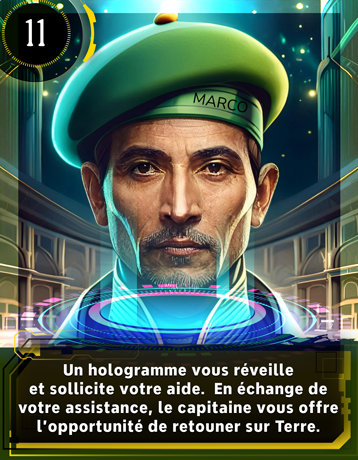 11
MARCO
Un hologramme vous réveille
et sollicite votre aide. En échange de
votre assistance, le capitaine vous offre
l'opportunité de retouner sur Terre.